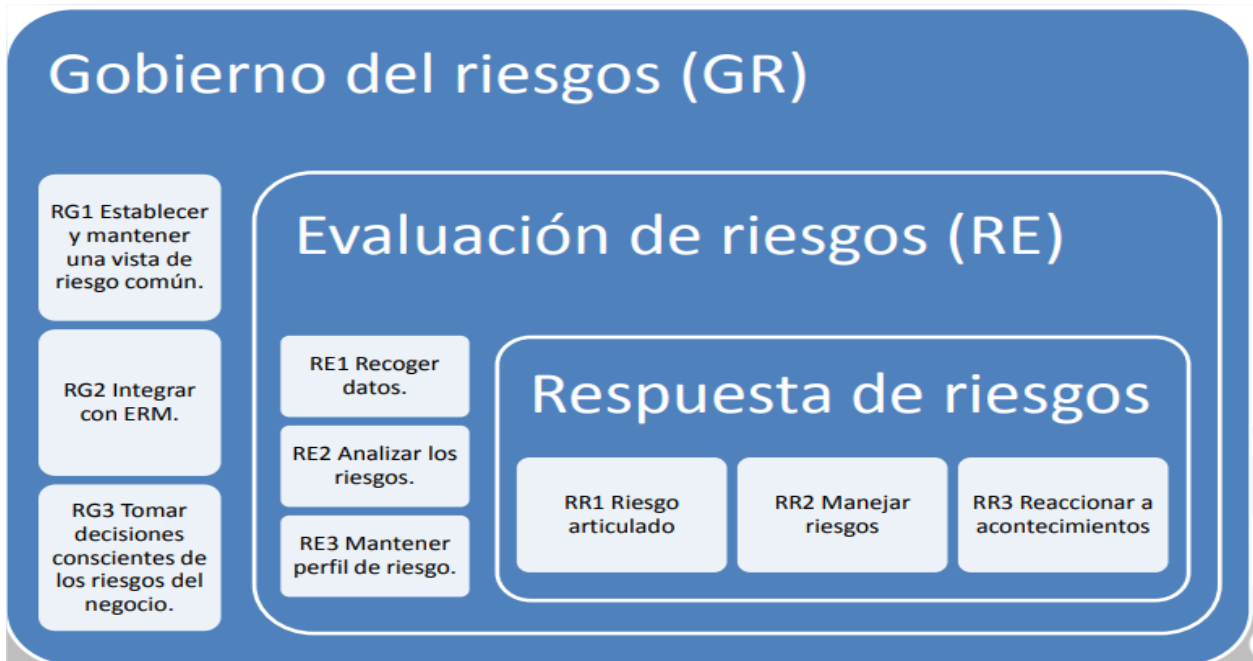 Gobierno del riesgos (GR)
RG1 Establecer
y mantener
una vista de
riesgo común.
RG2 Integrar
con ERM.
RG3 Tomar
decisiones
conscientes de
los riesgos del
negocio.
Evaluación de riesgos (RE)
RE1 Recoger
datos.
RE2 Analizar los
riesgos.
RE3 Mantener
perfil de riesgo.
Respuesta de riesgos
RR1 Riesgo
articulado
RR2 Manejar
riesgos
RR3 Reaccionar a
acontecimientos